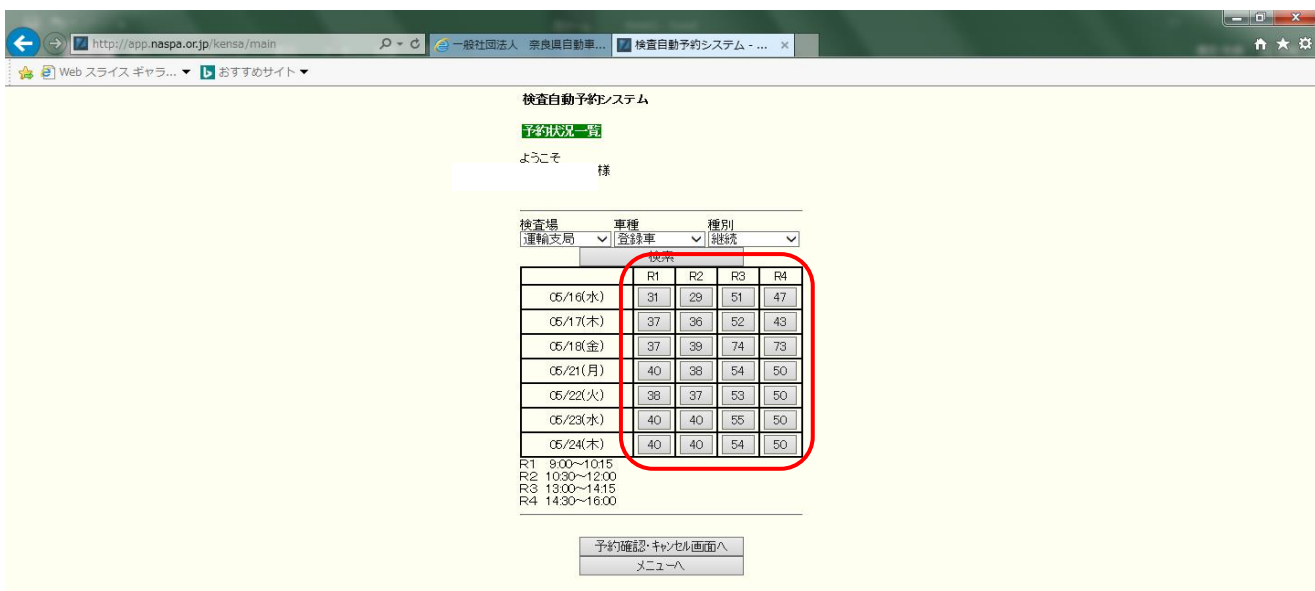 http://app.naspa.or.jp/kensa/main
一般社団法人 奈良県自動車...
検査自動予約システム - ...
Web スライス ギャラ...
おすすめサイト
検査自動予約システム
予約状況一覧
ようこそ
様
検査場 車種 種別
運輸支局 登録車 継続
検索
R1 R2 R3 R4
05/16(水) 31 29 51 47
05/17(木) 37 36 52 43
05/18(金) 37 39 74 73
05/21(月) 40 38 54 50
05/22(火) 38 37 53 50
05/23(水) 40 40 55 50
05/24(木) 40 40 54 50
R1 9:00～10:15
R2 10:30～12:00
R3 13:00～14:15
R4 14:30～16:00
予約確認・キャンセル画面へ
メニューへ